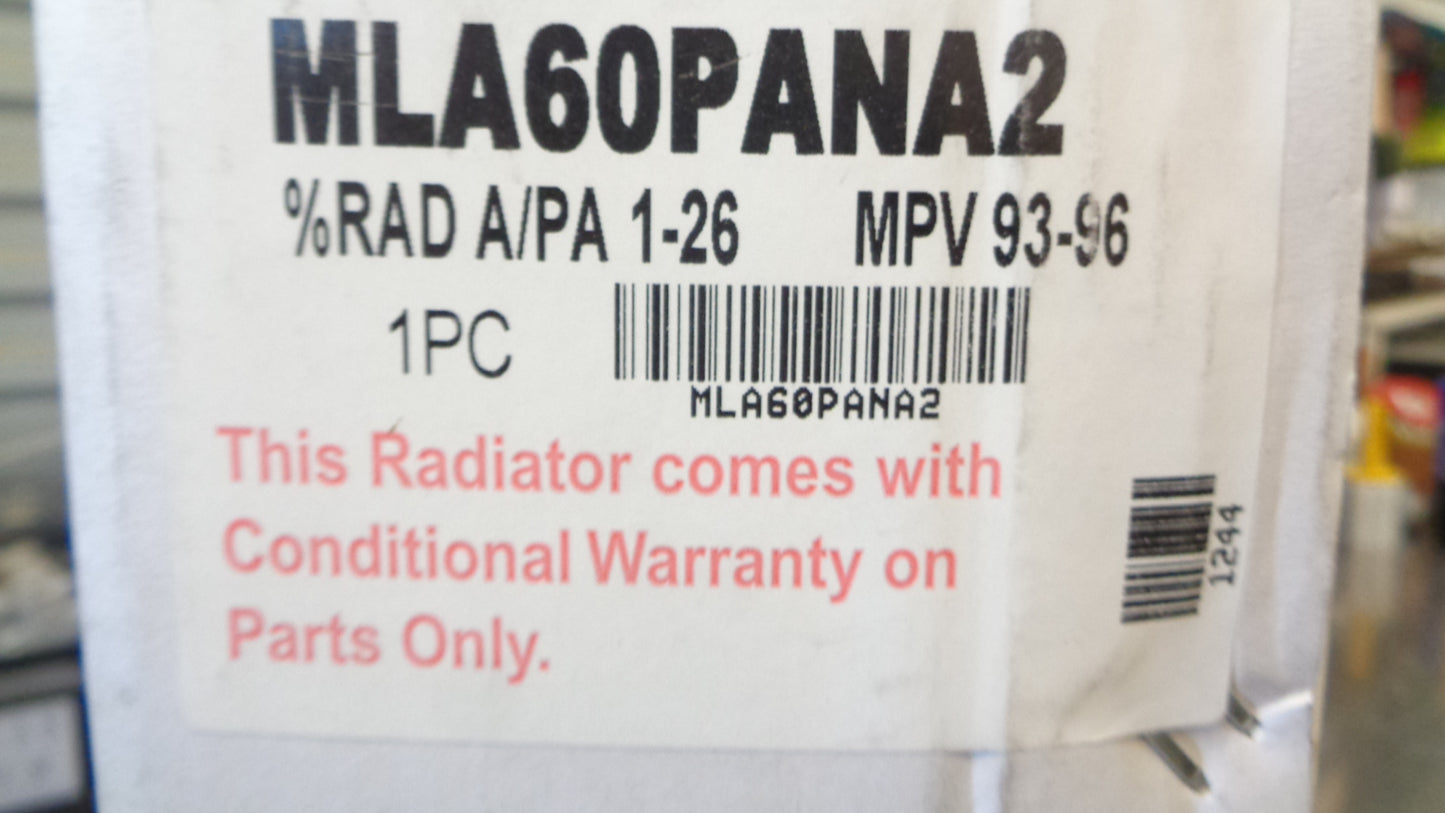 MLA60PANA2
%RAD A/PA 1-26 MPV 93-96
1PC
MLA60PANA2
This Radiator comes with
Conditional Warranty on
Parts Only.
1244